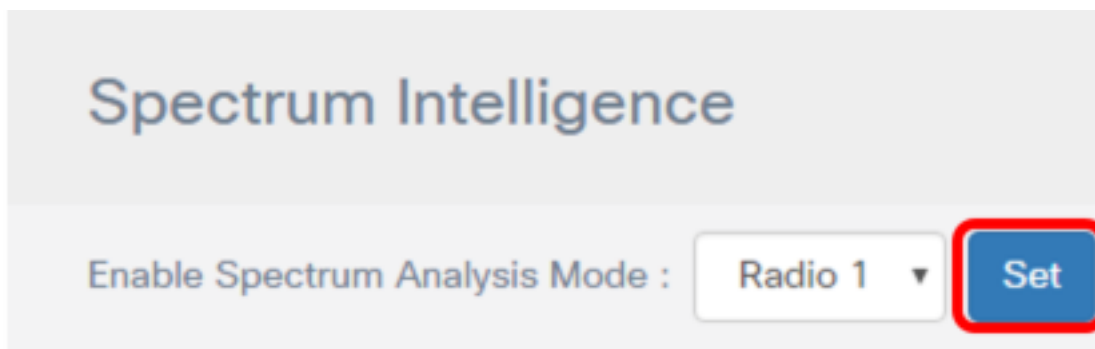 Spectrum Intelligence
Enable Spectrum Analysis Mode : Radio 1 Set